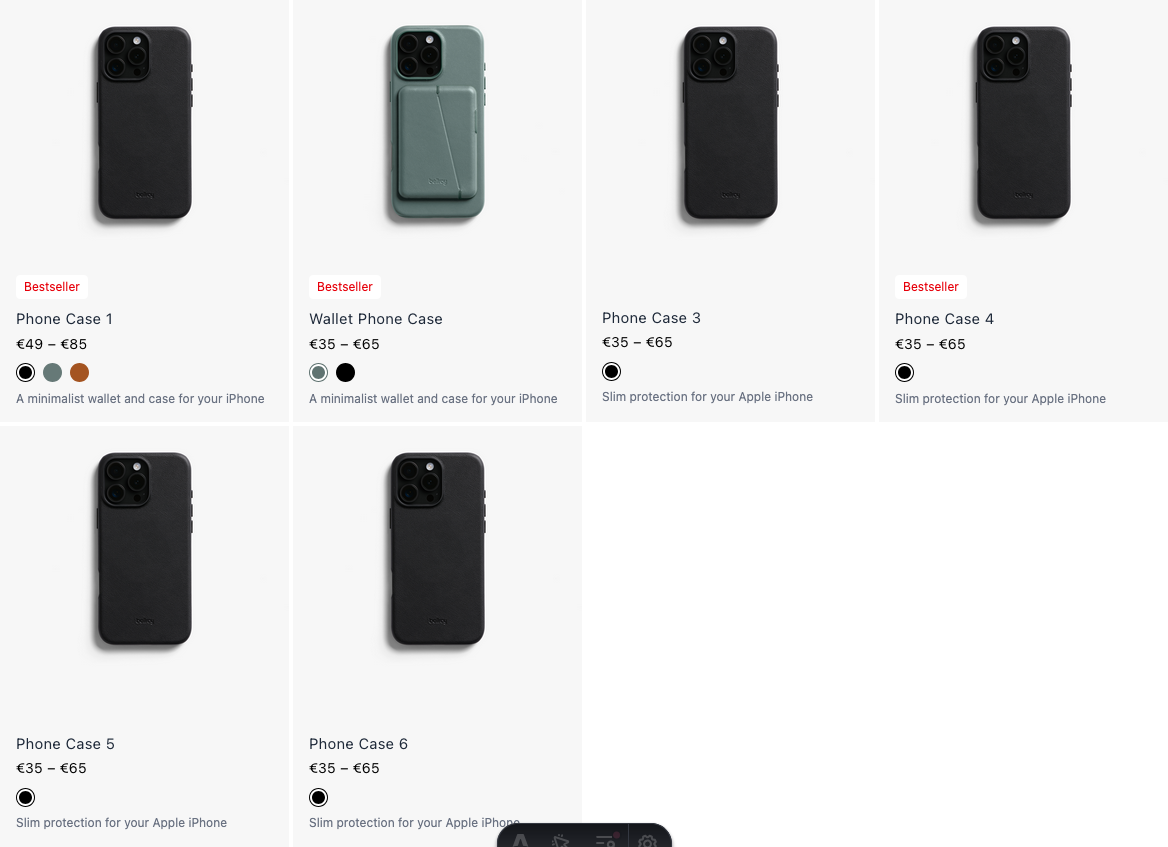 Bestseller
Phone Case 1
€49 – €85
A minimalist wallet and case for your iPhone
Bestseller
Wallet Phone Case
€35 – €65
A minimalist wallet and case for your iPhone
Phone Case 3
€35 – €65
Slim protection for your Apple iPhone
Bestseller
Phone Case 4
€35 – €65
Slim protection for your Apple iPhone
Phone Case 5
€35 – €65
Slim protection for your Apple iPhone
Phone Case 6
€35 – €65
Slim protection for your Apple iPhone